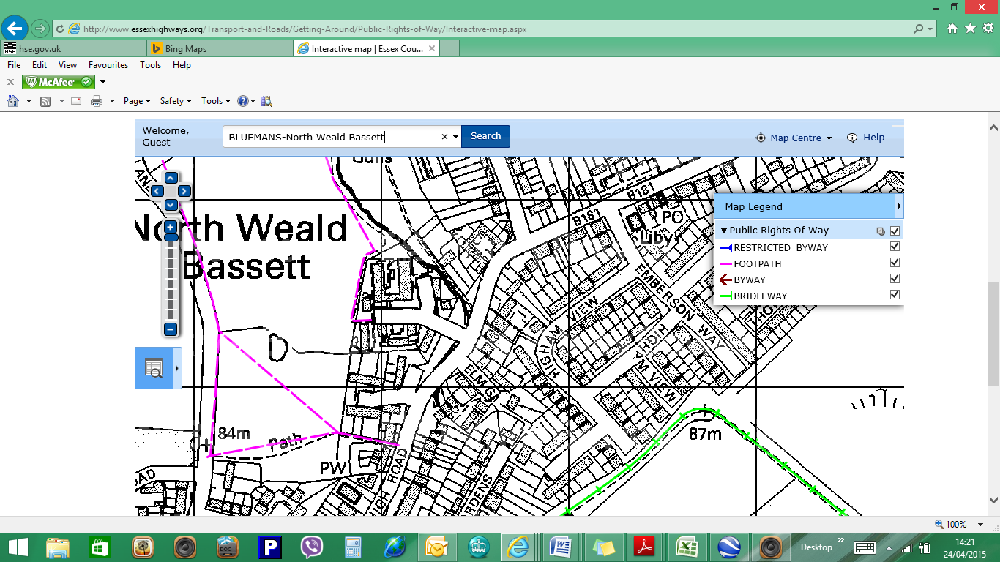 http://www.essexhighways.org/Transport-and-Roads/Getting-Around/Public-Rights-of-Way/Interactive-map.aspx
hse.gov.uk
Bing Maps
Interactive map | Essex Cou...
File Edit View Favourites Tools Help
McAfee
Page Safety Tools
Welcome, Guest
BLUEMANS-North Weald Bassett
Search
Map Centre
Help
North Weald
Bassett
B181
B181
PO
Liby
Map Legend
Public Rights Of Way
RESTRICTED_BYWAY
FOOTPATH
BYWAY
BRIDLEWAY
EMBERSON WAY
HIGHAM VIEW
HIGHAM VIEW
ELMG
84m
Path
87m
PW
HIGH ROAD
100%
DOC
P
Desktop
14:21
24/04/2015